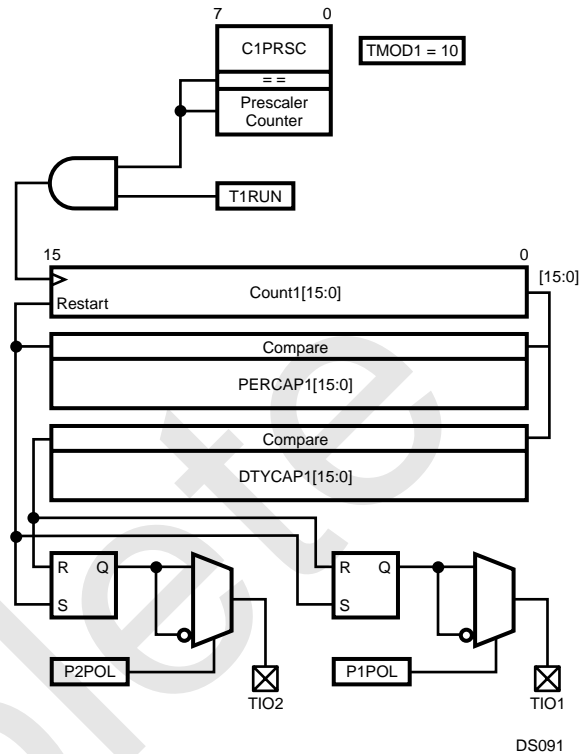 7 0
C1PRSC
TMOD1 = 10
= =
Prescaler
Counter
T1RUN
15 0
[15:0]
Count1[15:0]
Restart
Compare
PERCAP1[15:0]
Compare
DTYCAP1[15:0]
R Q R Q
S S
P2POL P1POL
TIO2 TIO1
DS091